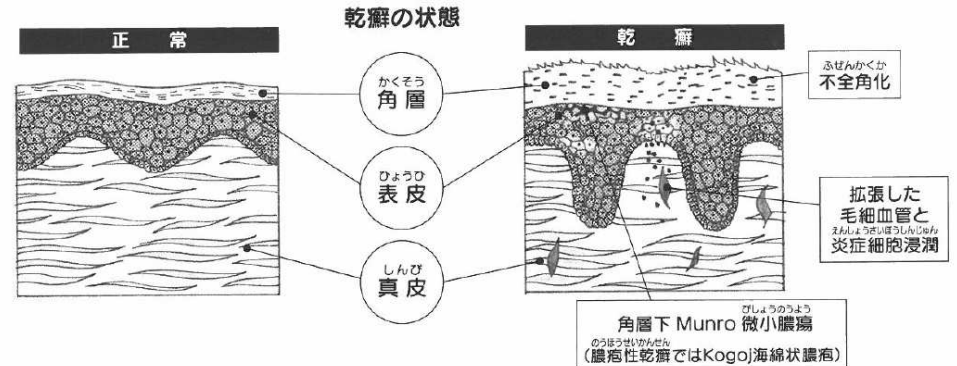 乾癬の状態
正常
乾癬
かくそう
角層
ひょうひ
表皮
しんぴ
真皮
ふぜんかくか
不全角化
拡張した
毛細血管と
えんしょうさいぼうしんじゅん
炎症細胞浸潤
びしょうのうよう
角層下 Munro 微小膿瘍
のうほうせいかんせん
(膿疱性乾癬ではKogoj海綿状膿疱)